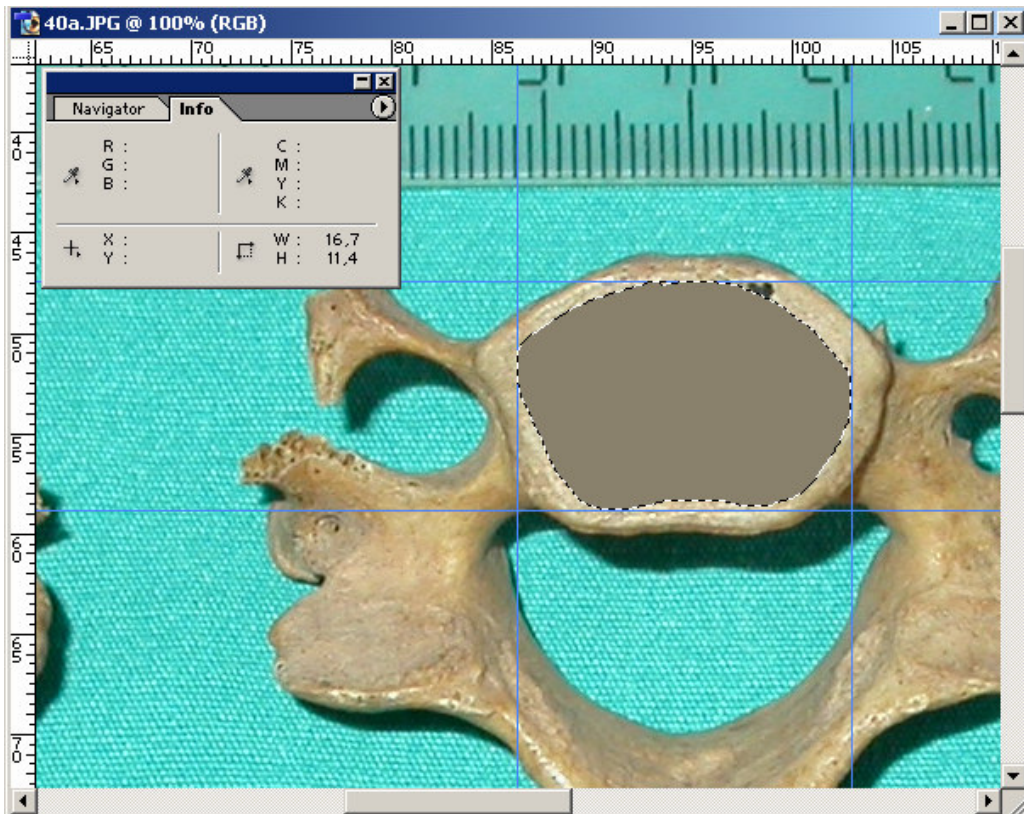 40a.JPG @ 100% (RGB)
65 70 75 80 85 90 95 100 105
Navigator Info
R : C :
G : M :
B : Y :
K :
X : W : 16,7
Y : H : 11,4
40
45
50
55
60
65
70